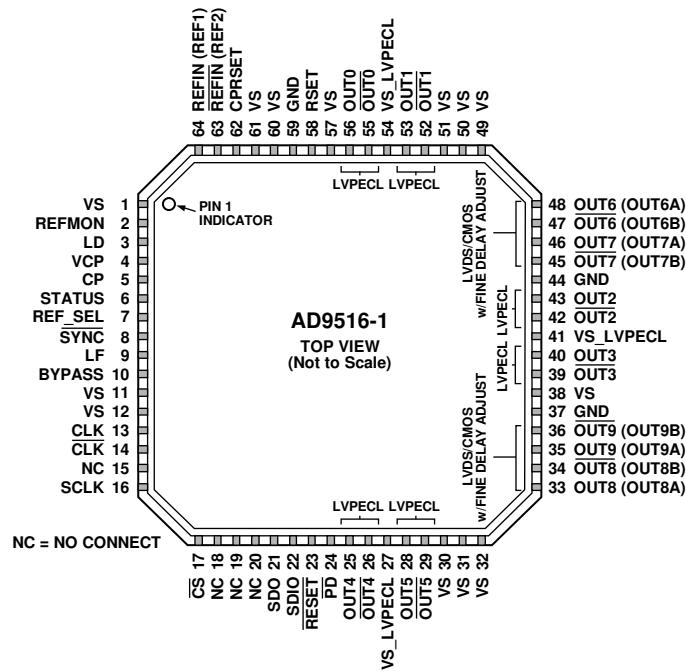 64 REFIN (REF1)
63 REFIN (REF2)
62 CPRSET
61 VS
60 VS
59 GND
58 RSET
57 VS
56 OUT0
55 OUT0
54 VS_LVPECL
53 OUT1
52 OUT1
51 VS
50 VS
49 VS
LVPECL LVPECL
VS 1
REFMON 2
LD 3
VCP 4
CP 5
STATUS 6
REF_SEL 7
SYNC 8
LF 9
BYPASS 10
VS 11
VS 12
CLK 13
CLK 14
NC 15
SCLK 16
PIN 1
INDICATOR
AD9516-1
TOP VIEW
(Not to Scale)
LVDS/CMOS
w/FINE DELAY ADJUST
LVPECL
LVPECL
LVDS/CMOS
w/FINE DELAY ADJUST
48 OUT6 (OUT6A)
47 OUT6 (OUT6B)
46 OUT7 (OUT7A)
45 OUT7 (OUT7B)
44 GND
43 OUT2
42 OUT2
41 VS_LVPECL
40 OUT3
39 OUT3
38 VS
37 GND
36 OUT9 (OUT9B)
35 OUT9 (OUT9A)
34 OUT8 (OUT8B)
33 OUT8 (OUT8A)
LVPECL LVPECL
NC = NO CONNECT
CS 17
NC 18
NC 19
NC 20
SDO 21
SDIO 22
RESET 23
PD 24
OUT4 25
OUT4 26
VS_LVPECL 27
OUT5 28
OUT5 29
VS 30
VS 31
VS 32